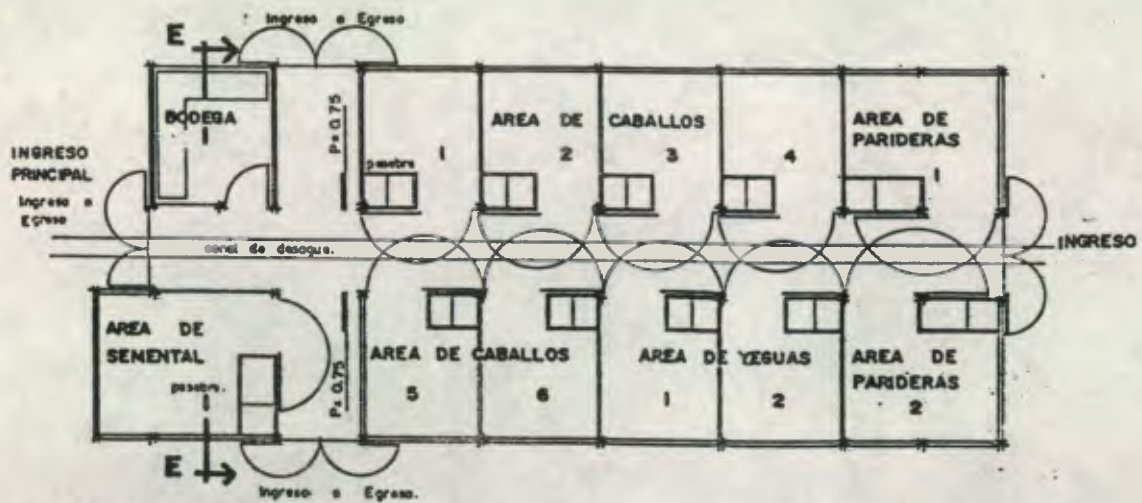 Ingreso o Egreso
E
BODEGA
P=0.75
AREA DE CABALLOS
1
2
3
4
AREA DE
PARIDERAS
1
INGRESO
PRINCIPAL
Ingreso o
Egreso
pesebre
canal de desague.
INGRESO
AREA DE
SEMENTAL
pesebre.
P=0.75
AREA DE CABALLOS
5
6
AREA DE YEGUAS
1
2
AREA DE
PARIDERAS
2
E
Ingreso o Egreso.